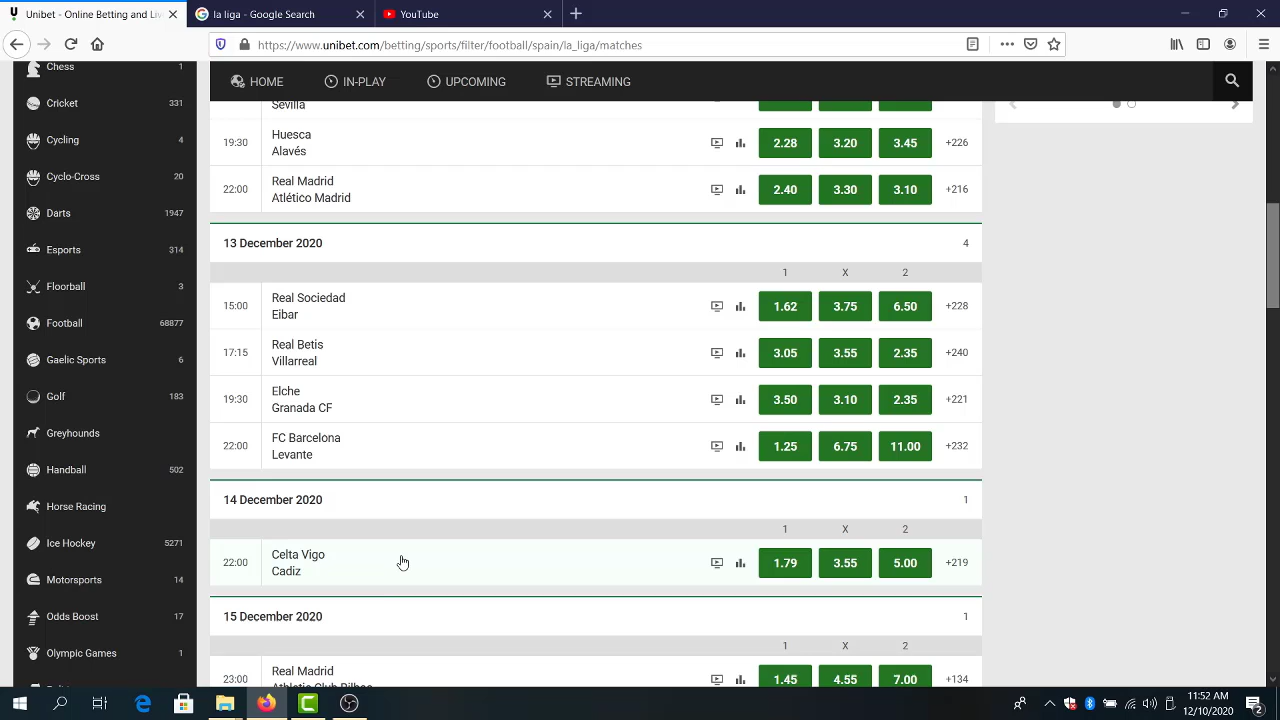 Unibet - Online Betting and Liv
la liga - Google Search
YouTube
https://www.unibet.com/betting/sports/filter/football/spain/la_liga/matches
HOME
IN-PLAY
UPCOMING
STREAMING
Chess 1
Cricket 331
Cycling 4
Cyclo-Cross 20
Darts 1947
Esports 314
Floorball 3
Football 68877
Gaelic Sports 6
Golf 183
Greyhounds
Handball 502
Horse Racing
Ice Hockey 5271
Motorsports 14
Odds Boost 17
Olympic Games 1
Sevilla
19:30 Huesca 2.28 3.20 3.45 +226
Alavés
22:00 Real Madrid 2.40 3.30 3.10 +216
Atlético Madrid
13 December 2020 4
1 X 2
15:00 Real Sociedad 1.62 3.75 6.50 +228
Eibar
17:15 Real Betis 3.05 3.55 2.35 +240
Villarreal
19:30 Elche 3.50 3.10 2.35 +221
Granada CF
22:00 FC Barcelona 1.25 6.75 11.00 +232
Levante
14 December 2020 1
1 X 2
22:00 Celta Vigo 1.79 3.55 5.00 +219
Cadiz
15 December 2020 1
1 X 2
23:00 Real Madrid 1.45 4.55 7.00 +134
Athletic Club Bilbao
11:52 AM
12/10/2020
2